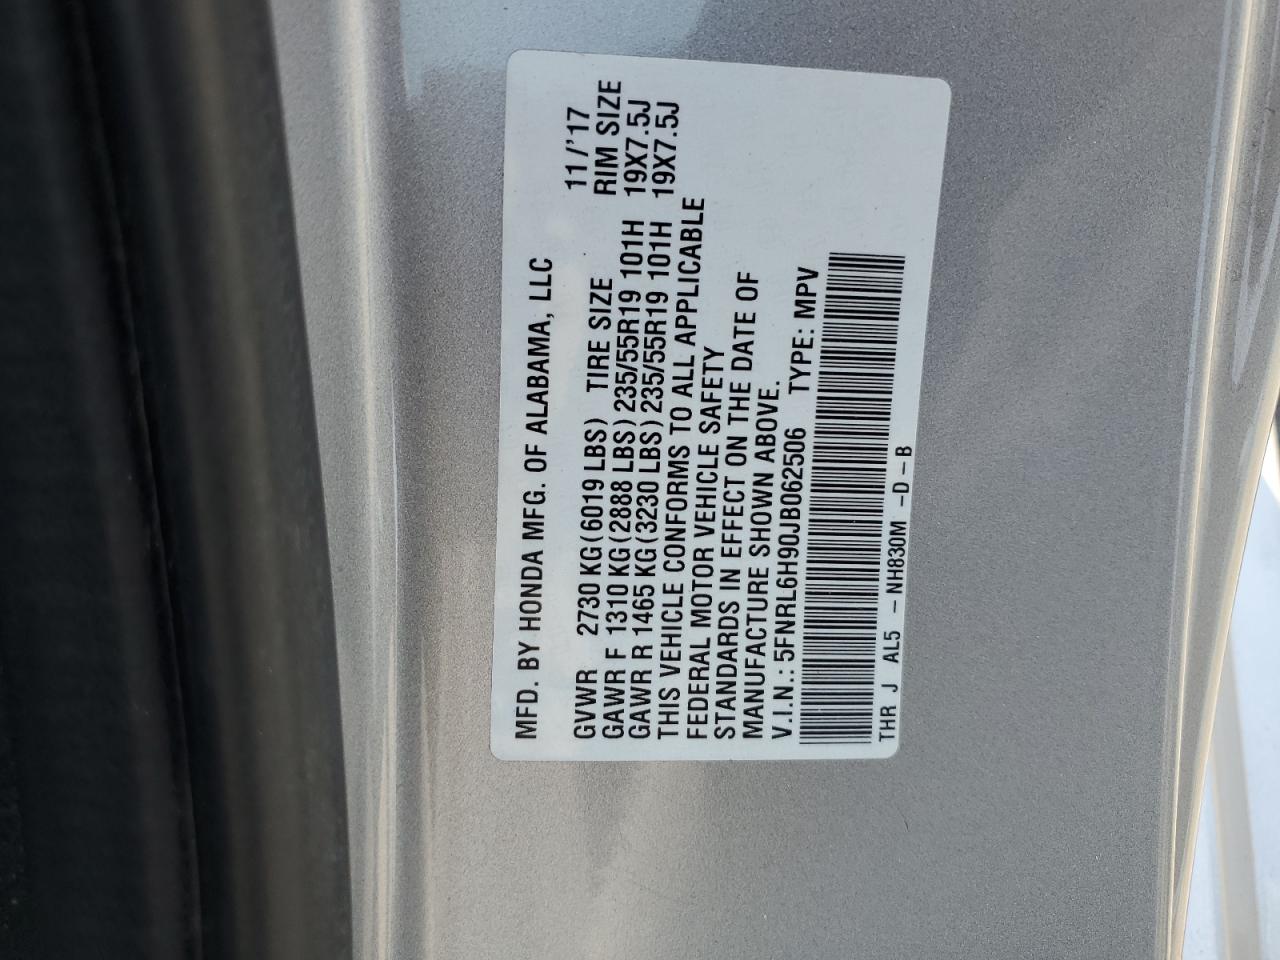 MFD. BY HONDA MFG. OF ALABAMA, LLC
11/'17
GVWR 2730 KG(6019 LBS) TIRE SIZE RIM SIZE
GAWR F 1310 KG(2888 LBS)235/55R19 101H 19X7.5J
GAWR R 1465 KG(3230 LBS)235/55R19 101H 19X7.5J
THIS VEHICLE CONFORMS TO ALL APPLICABLE
FEDERAL MOTOR VEHICLE SAFETY
STANDARDS IN EFFECT ON THE DATE OF
MANUFACTURE SHOWN ABOVE.
V.I.N.: 5FNRL6H90JB062506 TYPE: MPV
THR J AL5 - NH830M -D-B